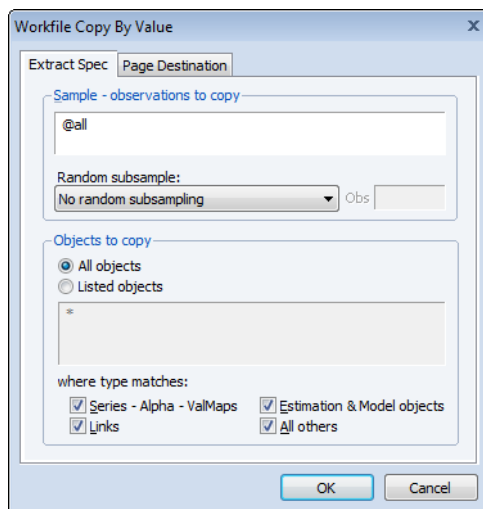 Workfile Copy By Value
x
Extract Spec Page Destination
Sample - observations to copy
@all
Random subsample:
No random subsampling Obs
Objects to copy
All objects
Listed objects
*
where type matches:
Series - Alpha - ValMaps Estimation & Model objects
Links All others
OK Cancel